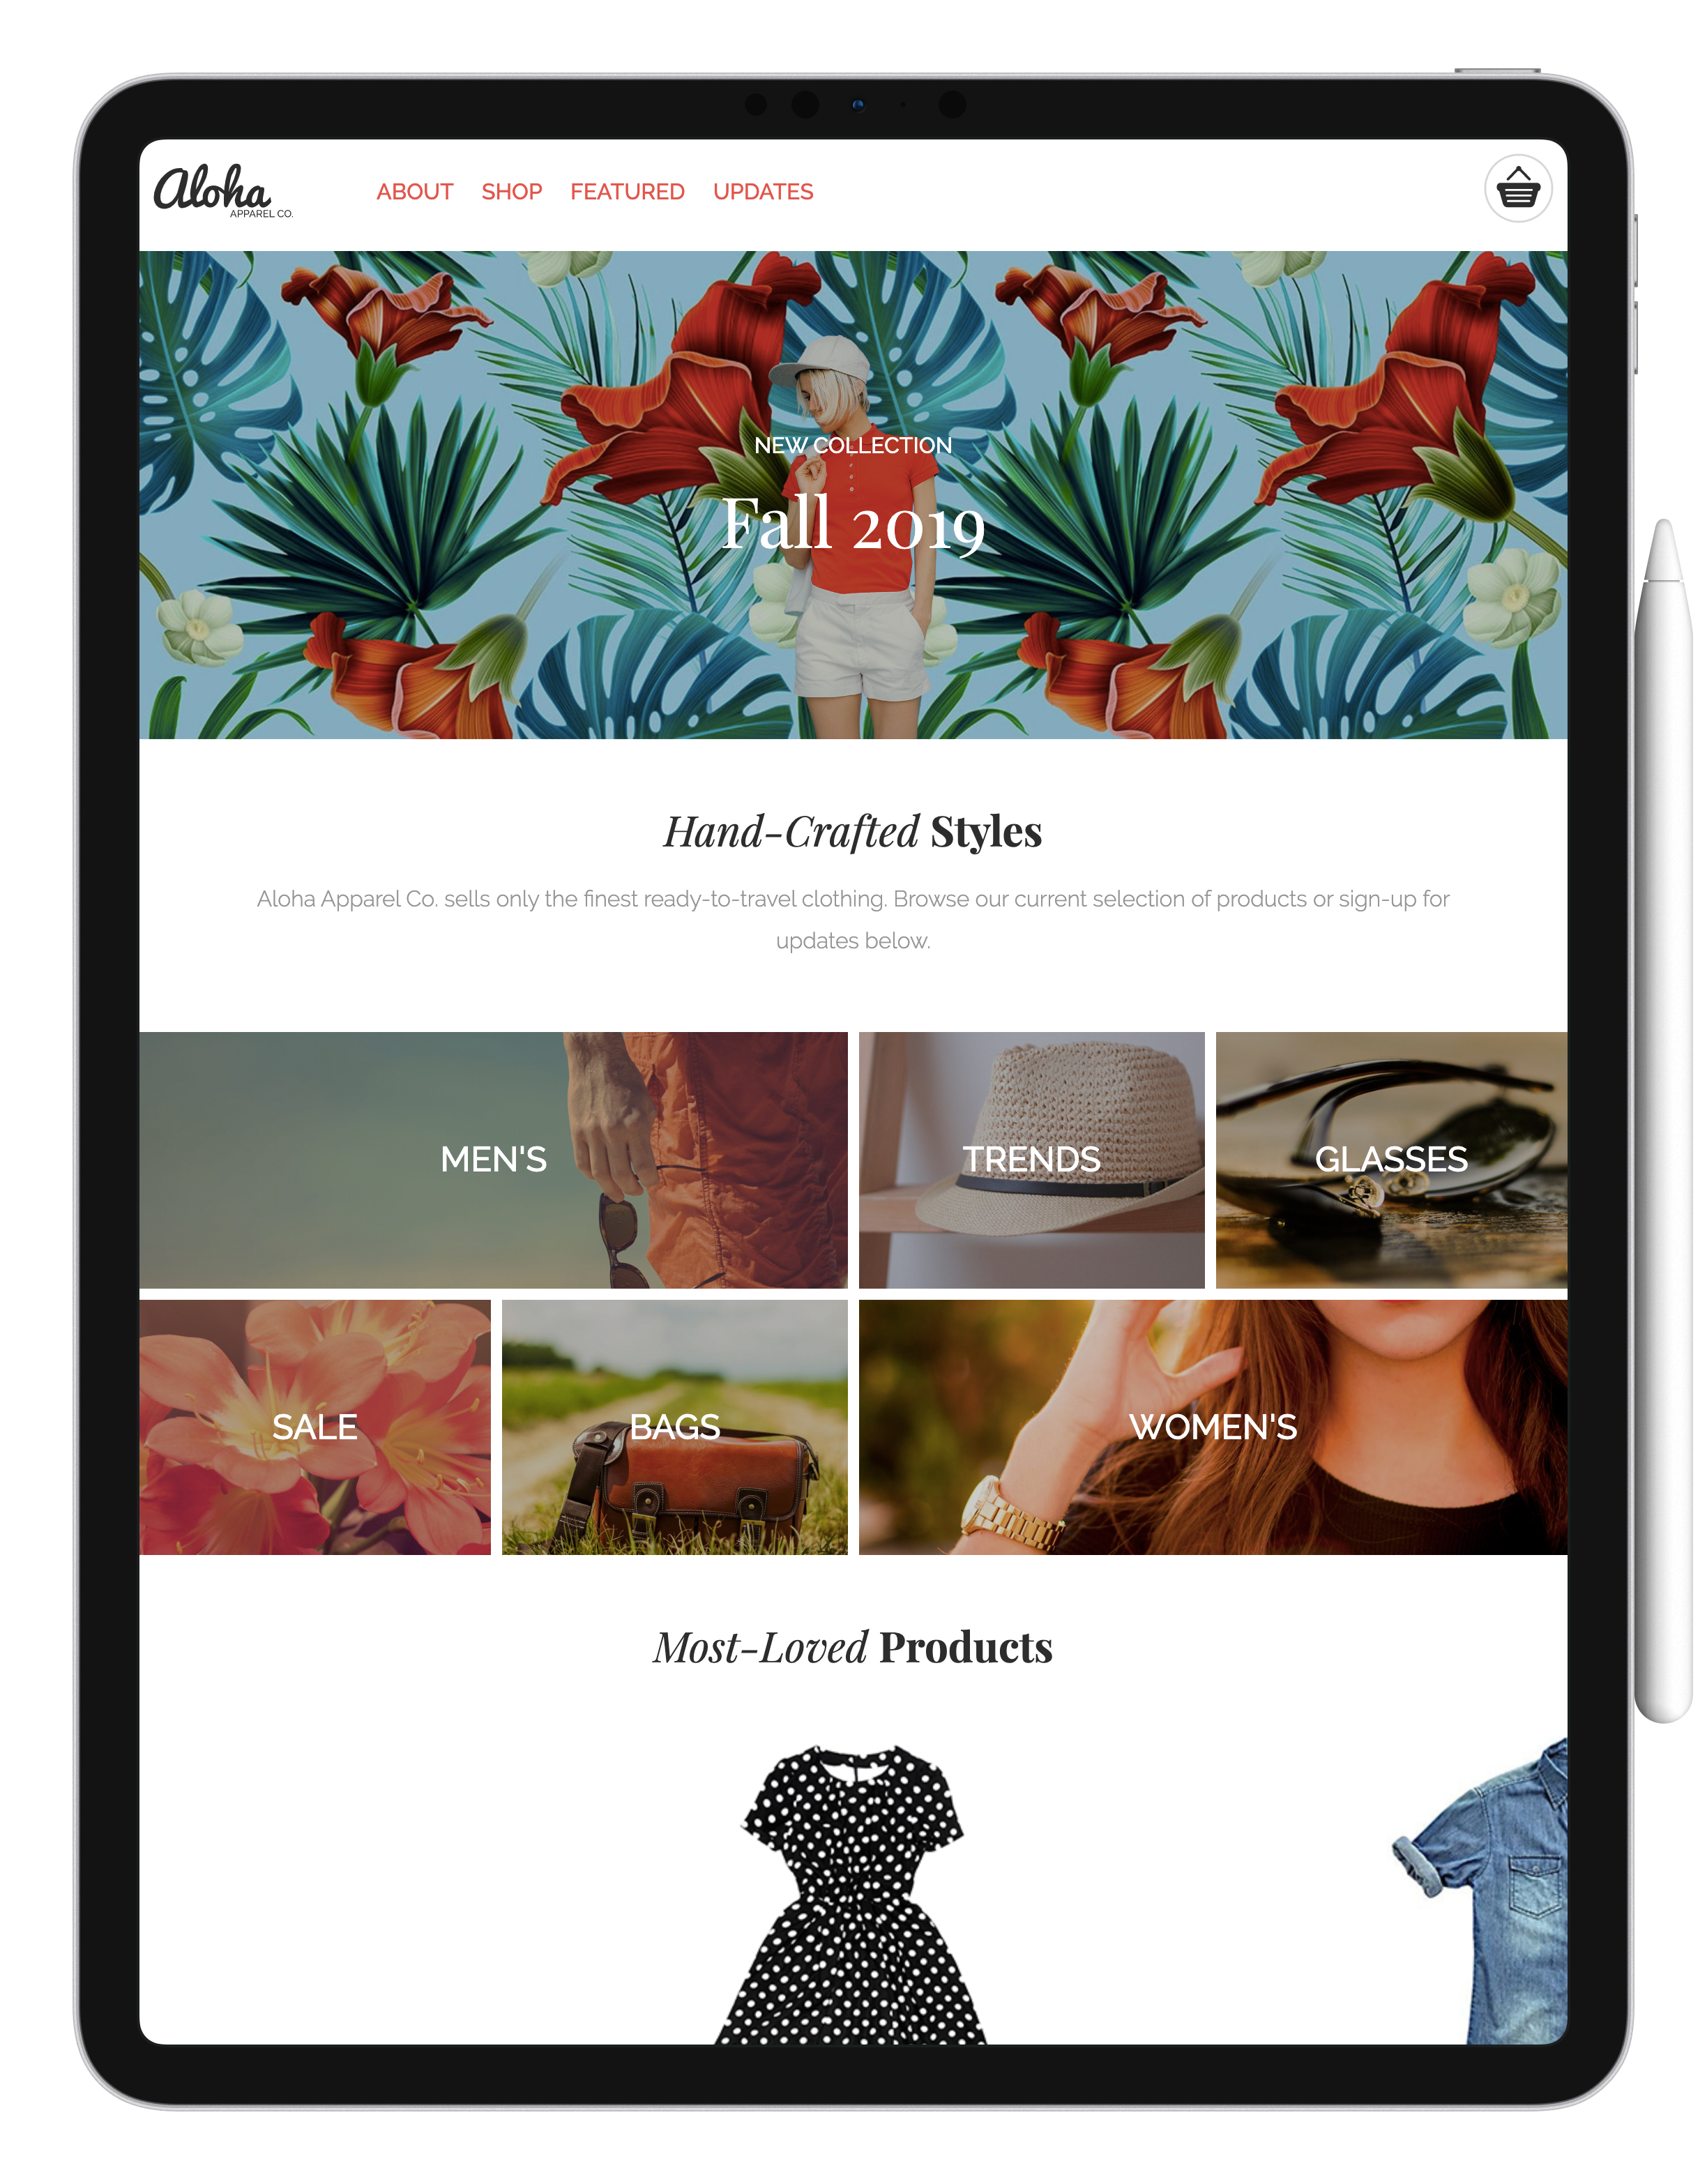 Aloha
APPAREL CO.
ABOUT SHOP FEATURED UPDATES
NEW COLLECTION
Fall 2019
Hand-Crafted Styles
Aloha Apparel Co. sells only the finest ready-to-travel clothing. Browse our current selection of products or sign-up for
updates below.
MEN'S
TRENDS
GLASSES
SALE
BAGS
WOMEN'S
Most-Loved Products